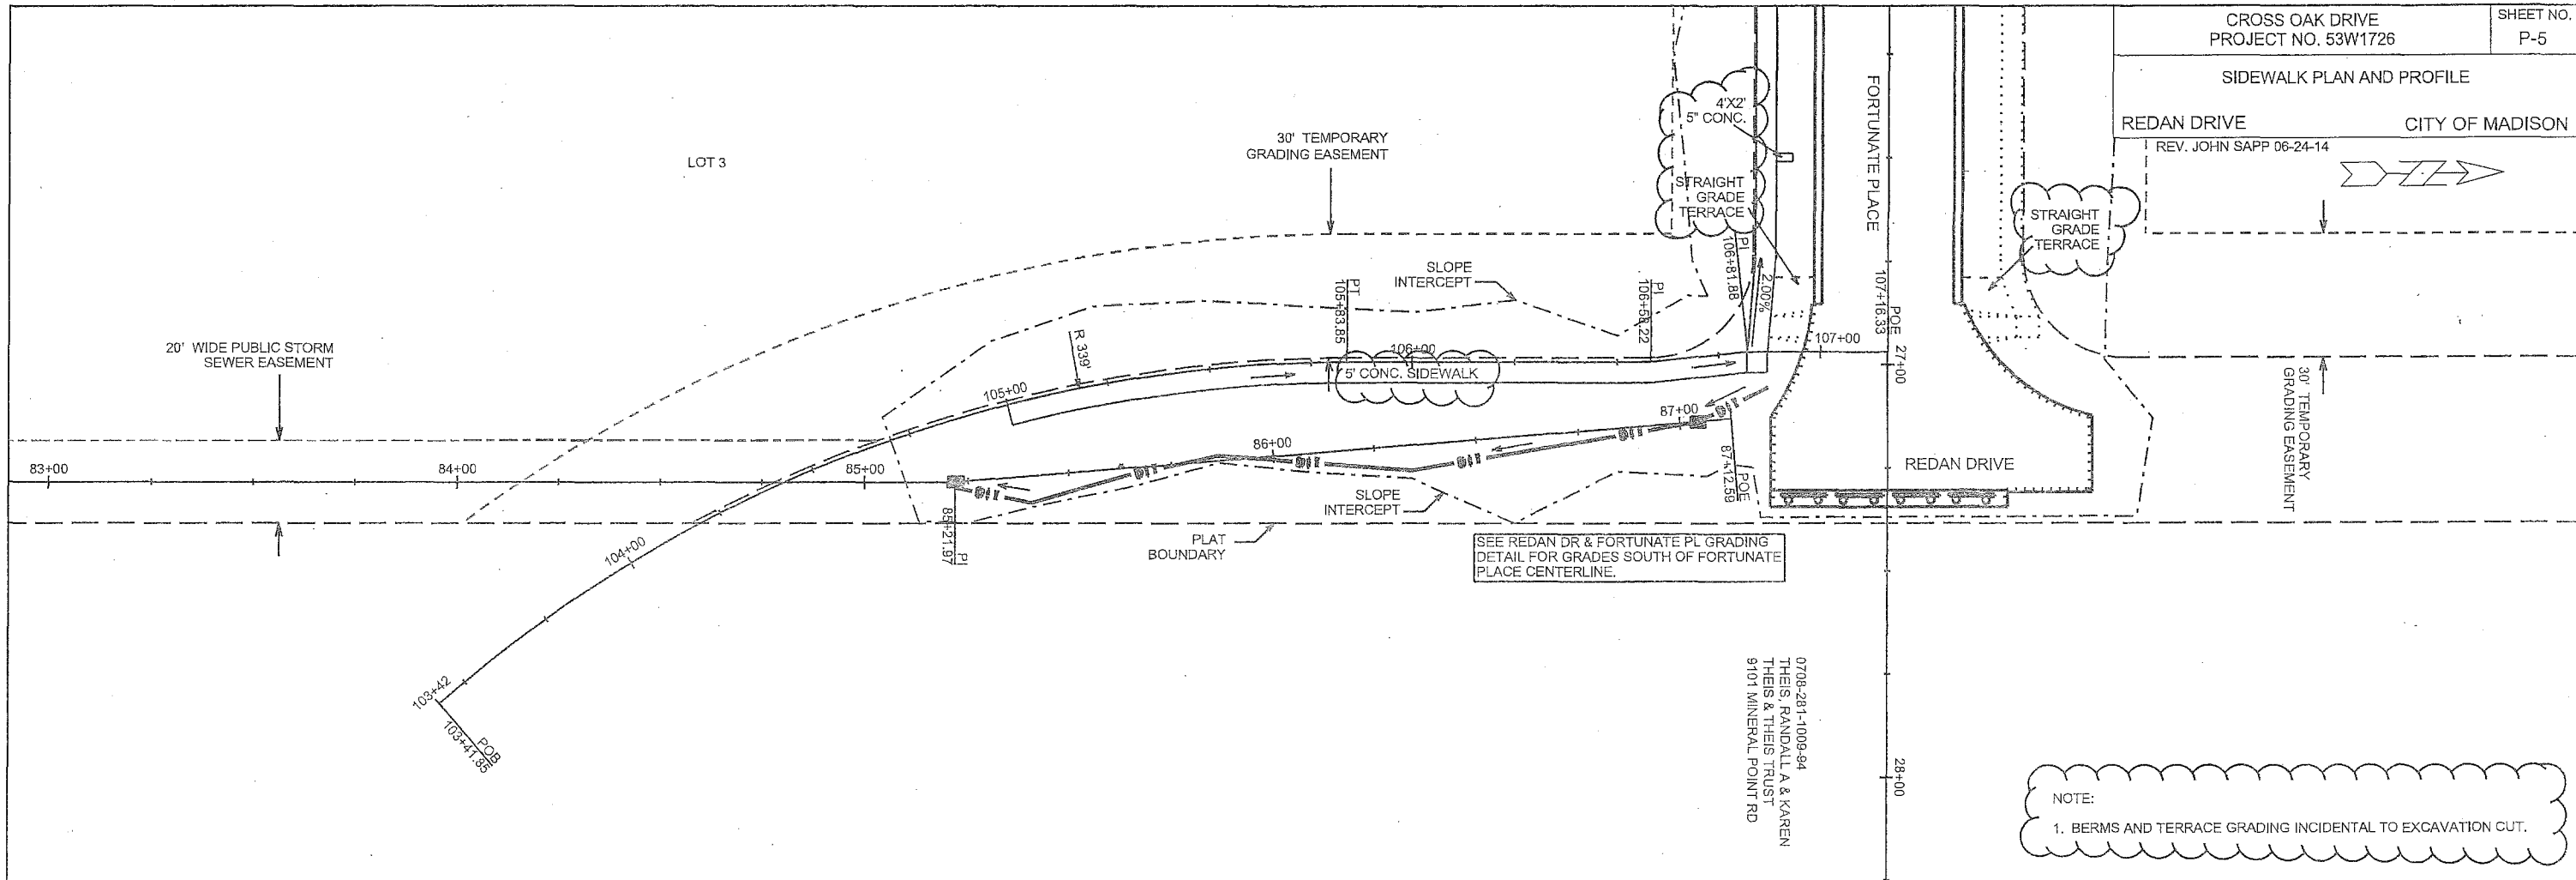 CROSS OAK DRIVE
PROJECT NO. 53W1726
SHEET NO.
P-5
SIDEWALK PLAN AND PROFILE
REDAN DRIVE
CITY OF MADISON
REV. JOHN SAPP 06-24-14
LOT 3
30' TEMPORARY
GRADING EASEMENT
4'X2'
5" CONC.
STRAIGHT
GRADE
TERRACE
FORTUNATE PLACE
STRAIGHT
GRADE
TERRACE
SLOPE
INTERCEPT
PT
105+83.85
PI
PI
106+81.88
2.00%
POE
107+16.33
27+00
107+00
106+00
R 339'
5' CONC. SIDEWALK
105+00
20' WIDE PUBLIC STORM
SEWER EASEMENT
83+00
84+00
85+00
86+00
87+00
POE
87+12.59
REDAN DRIVE
30' TEMPORARY
GRADING EASEMENT
SLOPE
INTERCEPT
PI
85+21.97
PLAT
BOUNDARY
SEE REDAN DR & FORTUNATE PL GRADING
DETAIL FOR GRADES SOUTH OF FORTUNATE
PLACE CENTERLINE.
104+00
103+42
POB
103+41.85
0708-281-1009-94
THEIS, RANDALL A & KAREN
THEIS & THEIS TRUST
9101 MINERAL POINT RD
28+00
NOTE:
1. BERMS AND TERRACE GRADING INCIDENTAL TO EXCAVATION CUT.